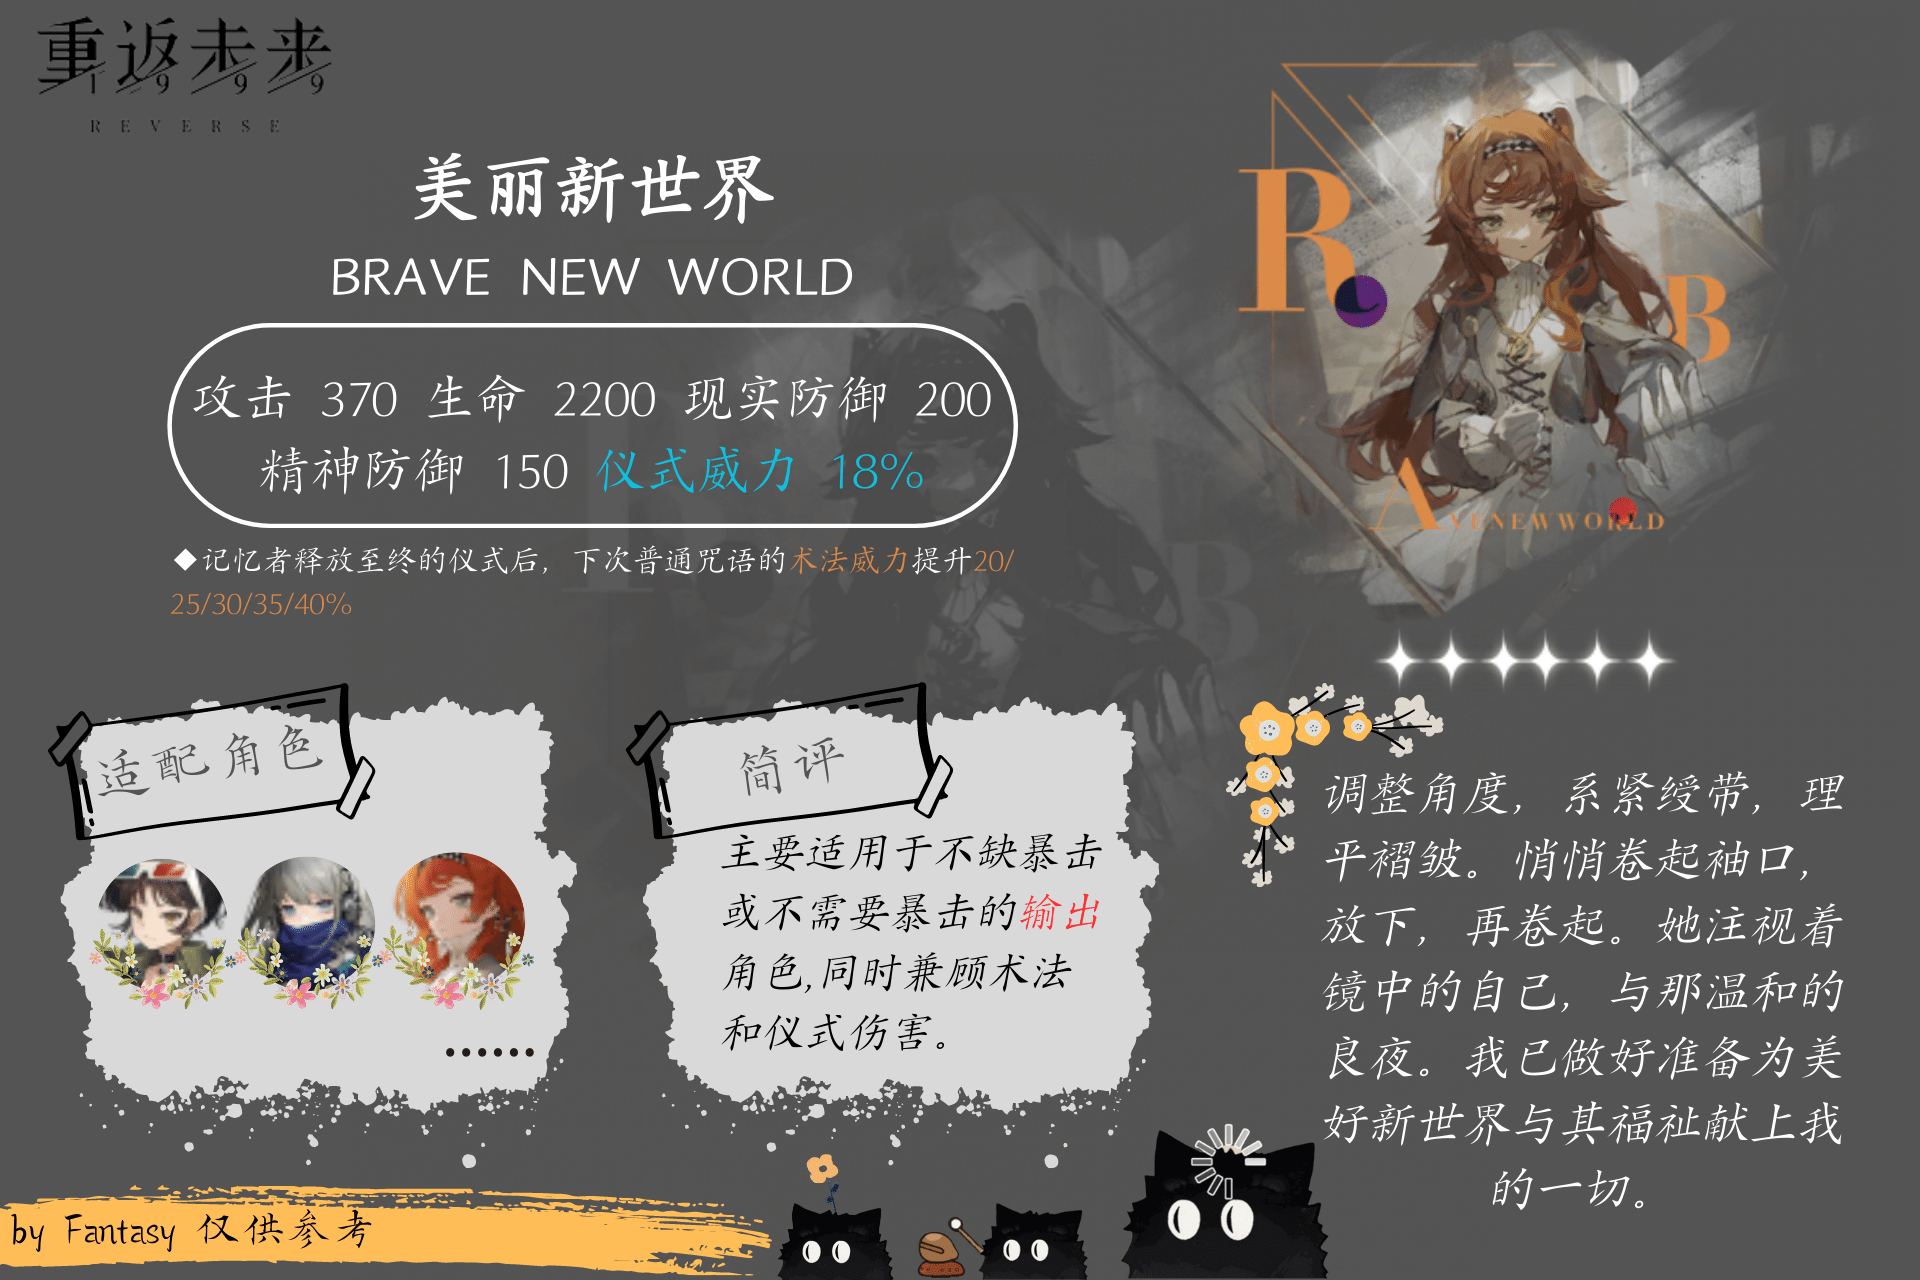 重返未来
1999
REVERSE
美丽新世界
BRAVE NEW WORLD
攻击 370 生命 2200 现实防御 200
精神防御 150 仪式威力 18%
◆记忆者释放至终的仪式后，下次普通咒语的术法威力提升20/
25/30/35/40%
R
B
AVENEWWORLD
适配角色
......
简评
主要适用于不缺暴击
或不需要暴击的输出
角色,同时兼顾术法
和仪式伤害。
调整角度，系紧绶带，理
平褶皱。悄悄卷起袖口，
放下，再卷起。她注视着
镜中的自己，与那温和的
良夜。我已做好准备为美
好新世界与其福祉献上我
的一切。
by Fantasy 仅供参考